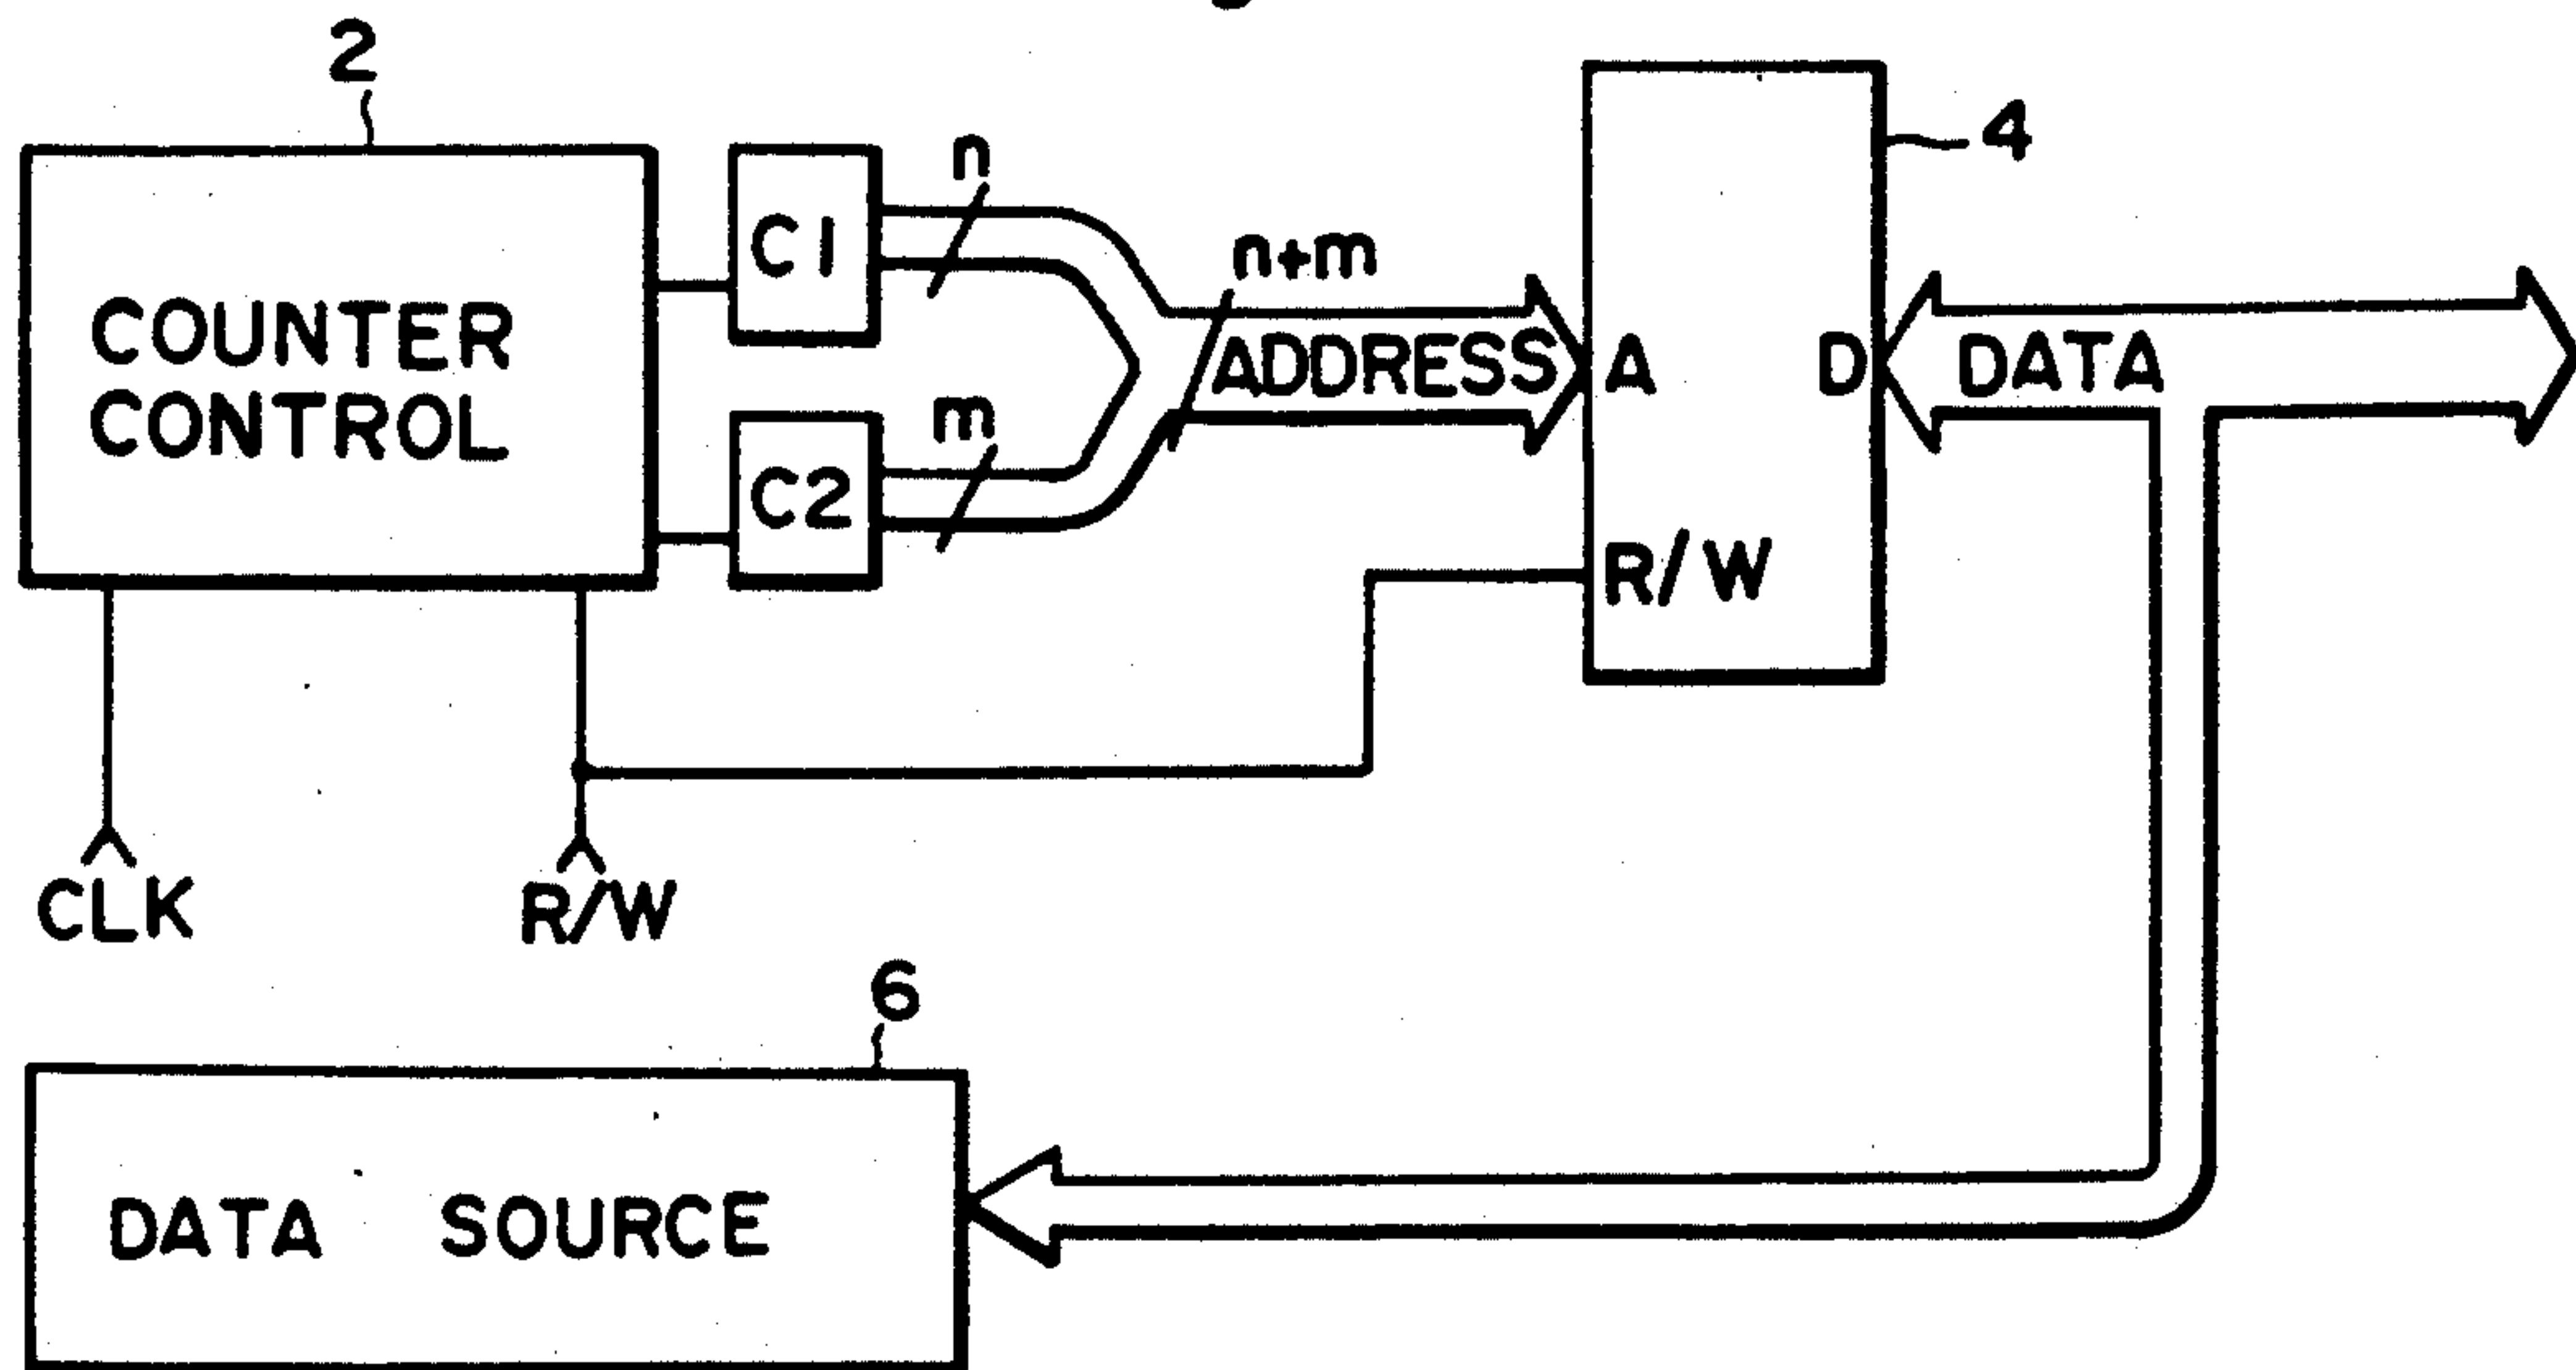 2
COUNTER
CONTROL
C1
C2
n
m
n+m
ADDRESS
A
D
R/W
4
DATA
CLK
R/W
6
DATA SOURCE